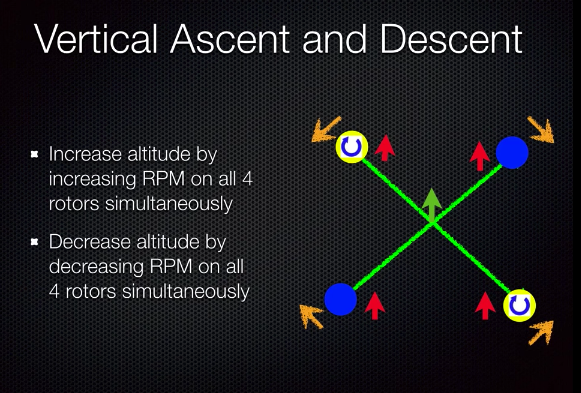 Vertical Ascent and Descent
Increase altitude by
increasing RPM on all 4
rotors simultaneously
Decrease altitude by
decreasing RPM on all
4 rotors simultaneously